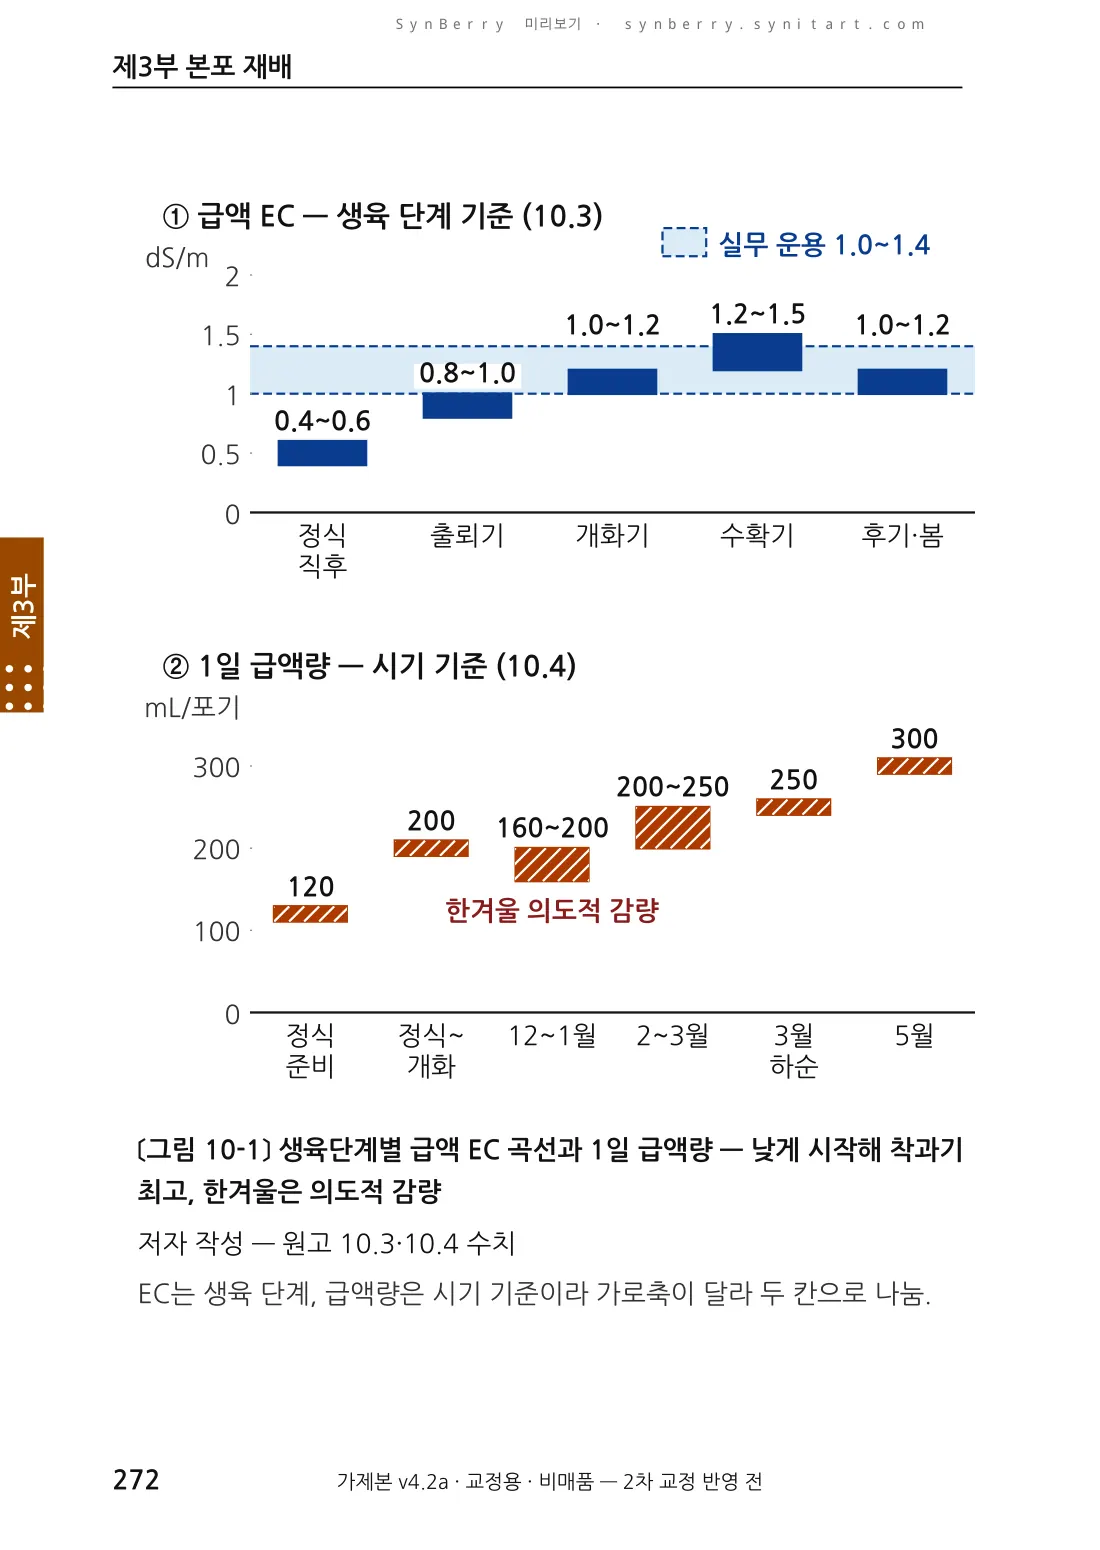 SynBerry 미리보기 · synberry.synitart.com
제3부 본포 재배
① 급액 EC — 생육 단계 기준 (10.3)
실무 운용 1.0~1.4
dS/m
2
1.5
1
0.5
0
0.4~0.6
0.8~1.0
1.0~1.2
1.2~1.5
1.0~1.2
정식
직후
출뢰기
개화기
수확기
후기·봄
제3부
② 1일 급액량 — 시기 기준 (10.4)
mL/포기
300
200
100
0
120
200
160~200
200~250
250
300
한겨울 의도적 감량
정식
준비
정식~
개화
12~1월
2~3월
3월
하순
5월
〔그림 10-1〕 생육단계별 급액 EC 곡선과 1일 급액량 — 낮게 시작해 착과기
최고, 한겨울은 의도적 감량
저자 작성 — 원고 10.3·10.4 수치
EC는 생육 단계, 급액량은 시기 기준이라 가로축이 달라 두 칸으로 나눔.
272
가제본 v4.2a · 교정용 · 비매품 — 2차 교정 반영 전